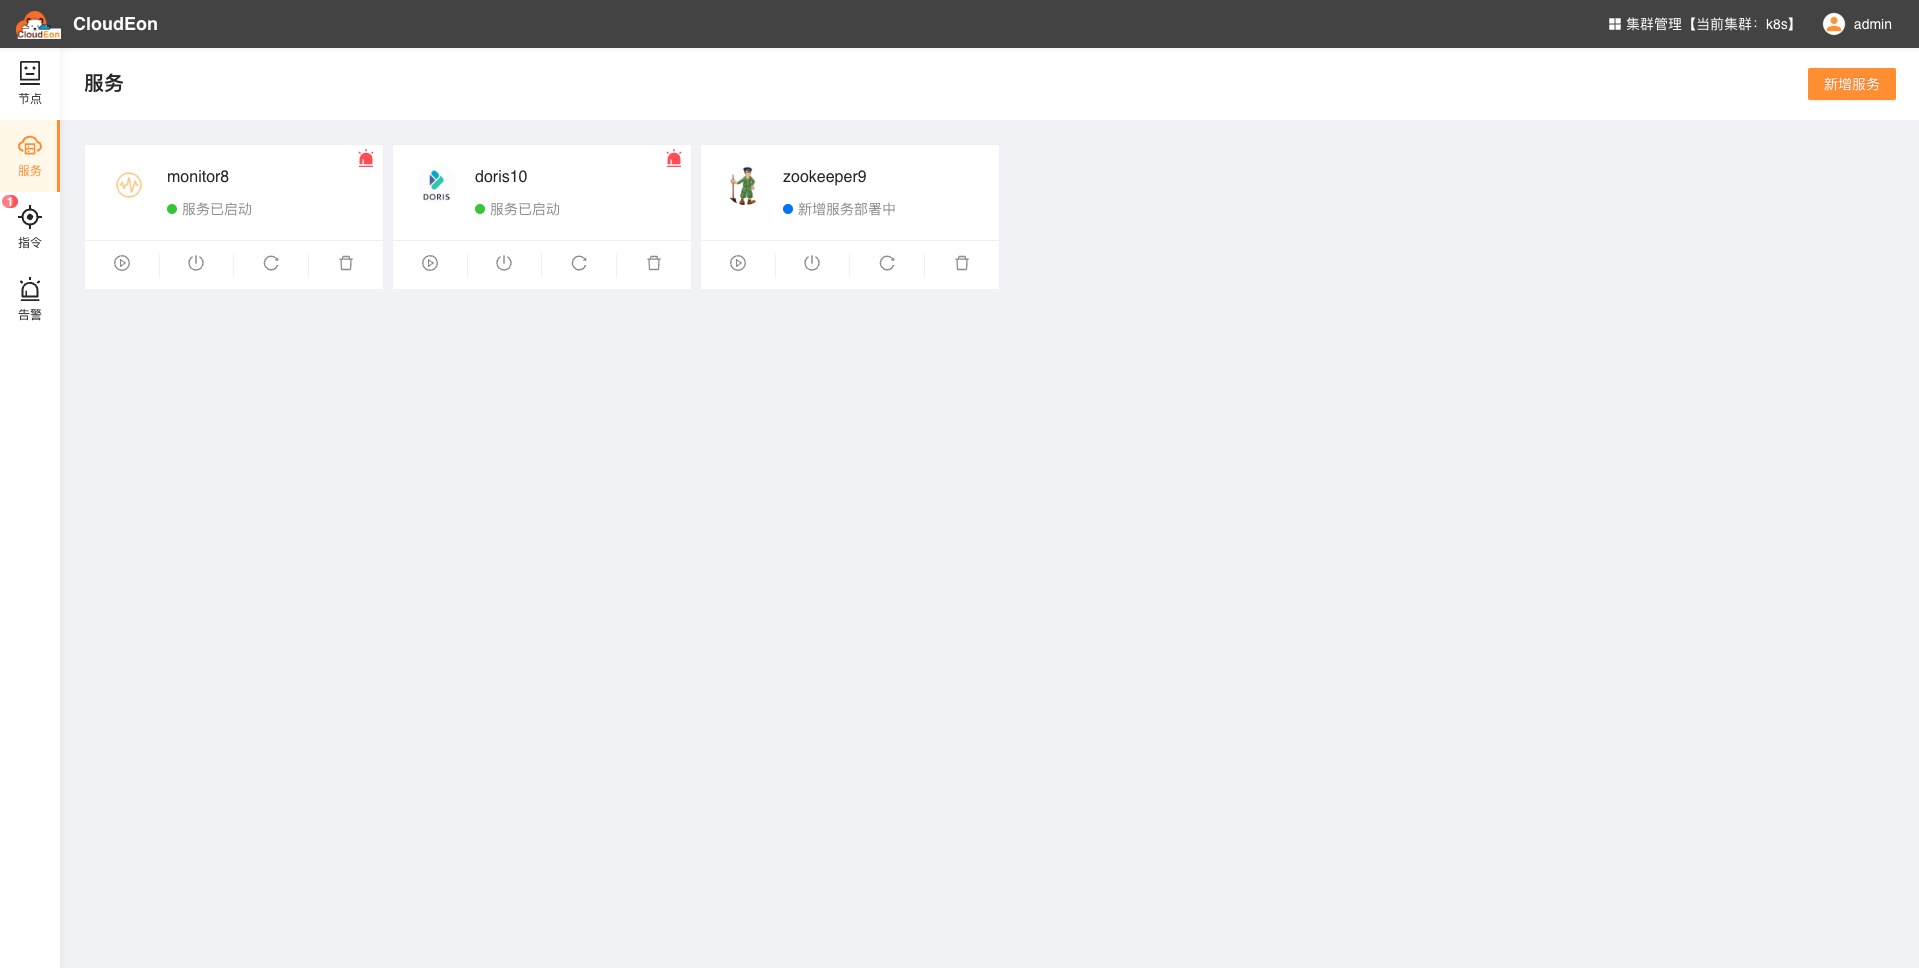 CloudEon
CloudEon
集群管理【当前集群：k8s】
admin
节点
服务
1
指令
告警
服务
新增服务
monitor8
服务已启动
DORIS
doris10
服务已启动
zookeeper9
新增服务部署中